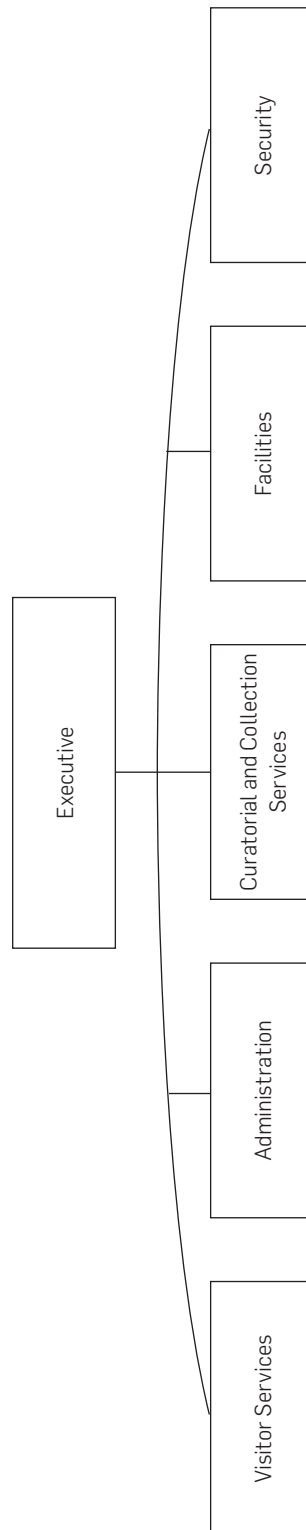 Executive
Visitor Services
Administration
Curatorial and Collection
Services
Facilities
Security